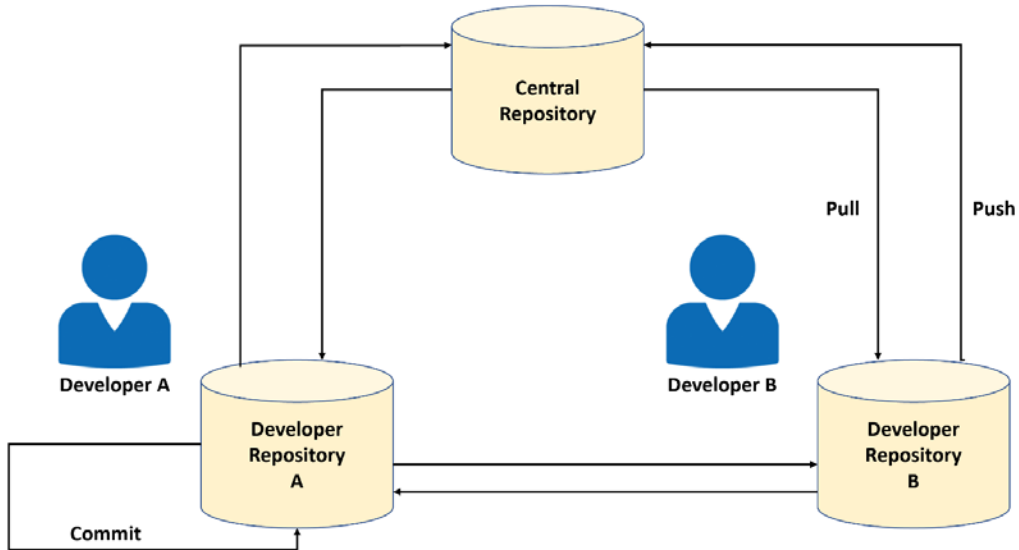 Central
Repository
Pull
Push
Developer A
Developer B
Developer
Repository
A
Developer
Repository
B
Commit